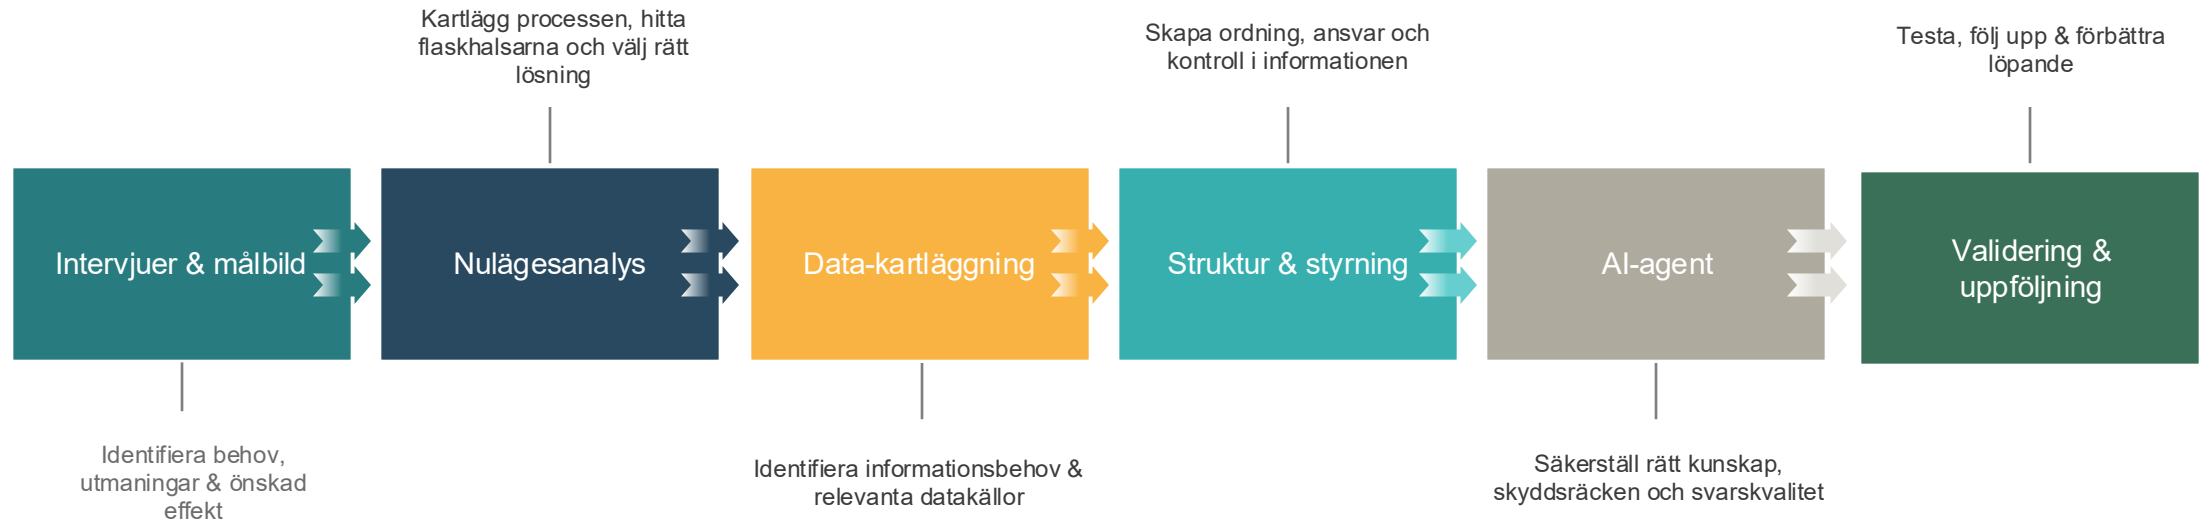 Kartlägg processen, hitta
flaskhalsarna och välj rätt
lösning
Skapa ordning, ansvar och
kontroll i informationen
Testa, följ upp & förbättra
löpande
Intervjuer & målbild
Nulägesanalys
Data-kartläggning
Struktur & styrning
AI-agent
Validering &
uppföljning
Identifiera behov,
utmaningar & önskad
effekt
Identifiera informationsbehov &
relevanta datakällor
Säkerställ rätt kunskap,
skyddsräcken och svarskvalitet